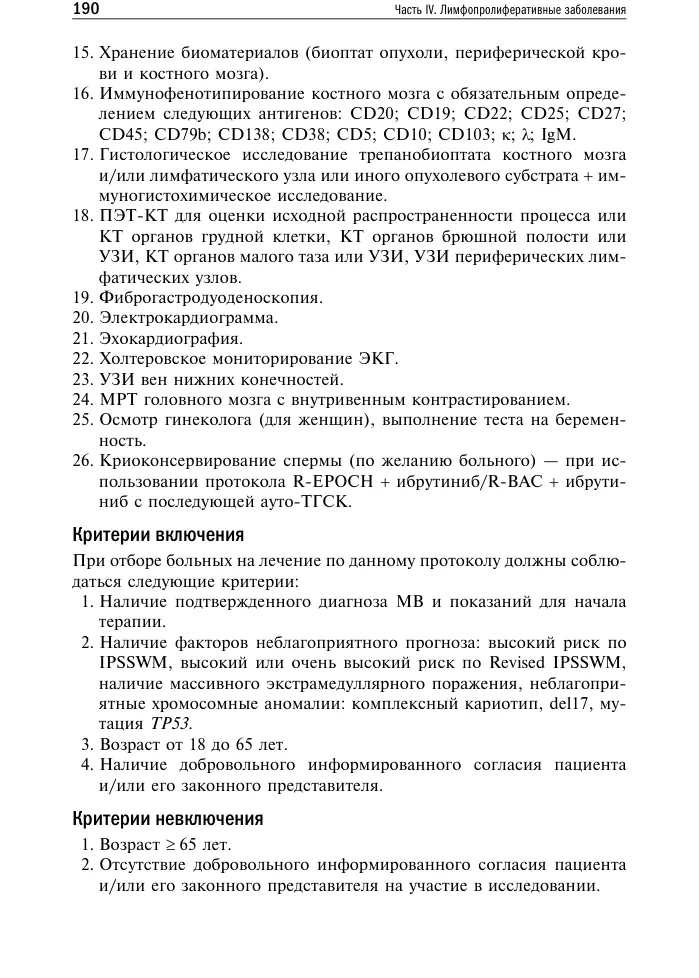 190
Часть IV. Лимфопролиферативные заболевания
15. Хранение биоматериалов (биоптат опухоли, периферической кро-
ви и костного мозга).
16. Иммунофенотипирование костного мозга с обязательным опреде-
лением следующих антигенов: CD20; CD19; CD22; CD25; CD27;
CD45; CD79b; CD138; CD38; CD5; CD10; CD103; κ; λ; IgM.
17. Гистологическое исследование трепанобиоптата костного мозга
и/или лимфатического узла или иного опухолевого субстрата + им-
муногистохимическое исследование.
18. ПЭТ-КТ для оценки исходной распространенности процесса или
КТ органов грудной клетки, КТ органов брюшной полости или
УЗИ, КТ органов малого таза или УЗИ, УЗИ периферических лим-
фатических узлов.
19. Фиброгастродуоденоскопия.
20. Электрокардиограмма.
21. Эхокардиография.
22. Холтеровское мониторирование ЭКГ.
23. УЗИ вен нижних конечностей.
24. МРТ головного мозга с внутривенным контрастированием.
25. Осмотр гинеколога (для женщин), выполнение теста на беремен-
ность.
26. Криоконсервирование спермы (по желанию больного) — при ис-
пользовании протокола R-EPOCH + ибрутиниб/R-BAC + ибрути-
ниб с последующей ауто-ТГСК.
Критерии включения
При отборе больных на лечение по данному протоколу должны соблю-
даться следующие критерии:
1. Наличие подтвержденного диагноза МВ и показаний для начала
терапии.
2. Наличие факторов неблагоприятного прогноза: высокий риск по
IPSSWM, высокий или очень высокий риск по Revised IPSSWM,
наличие массивного экстрамедуллярного поражения, неблагопри-
ятные хромосомные аномалии: комплексный кариотип, del17, му-
тация TP53.
3. Возраст от 18 до 65 лет.
4. Наличие добровольного информированного согласия пациента
и/или его законного представителя.
Критерии невключения
1. Возраст ≥ 65 лет.
2. Отсутствие добровольного информированного согласия пациента
и/или его законного представителя на участие в исследовании.